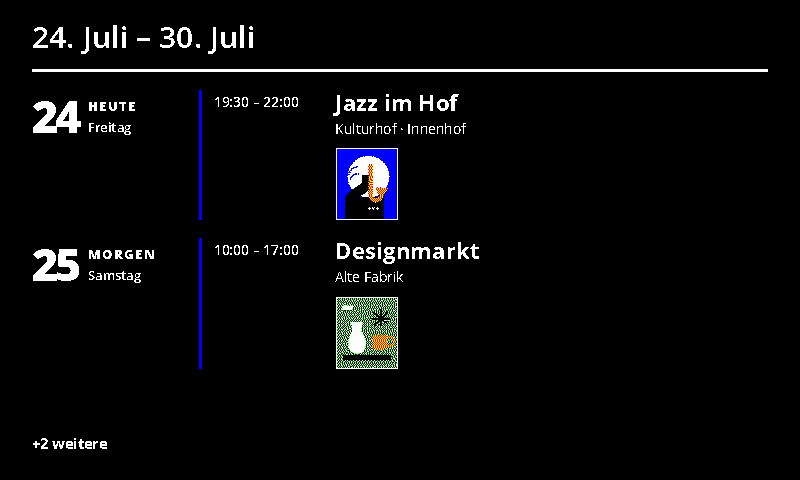 24. Juli – 30. Juli
24 HEUTE
Freitag
19:30 – 22:00
Jazz im Hof
Kulturhof · Innenhof
25 MORGEN
Samstag
10:00 – 17:00
Designmarkt
Alte Fabrik
+2 weitere